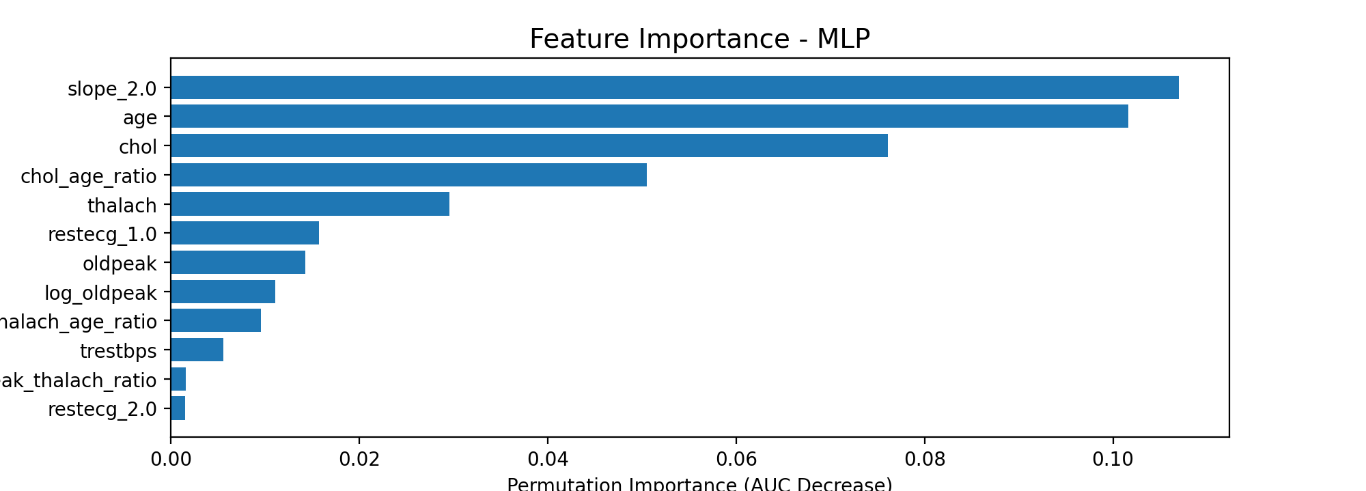 Feature Importance - MLP
slope_2.0
age
chol
chol_age_ratio
thalach
restecg_1.0
oldpeak
log_oldpeak
halach_age_ratio
trestbps
ak_thalach_ratio
restecg_2.0
0.00 0.02 0.04 0.06 0.08 0.10
Permutation Importance (AUC Decrease)